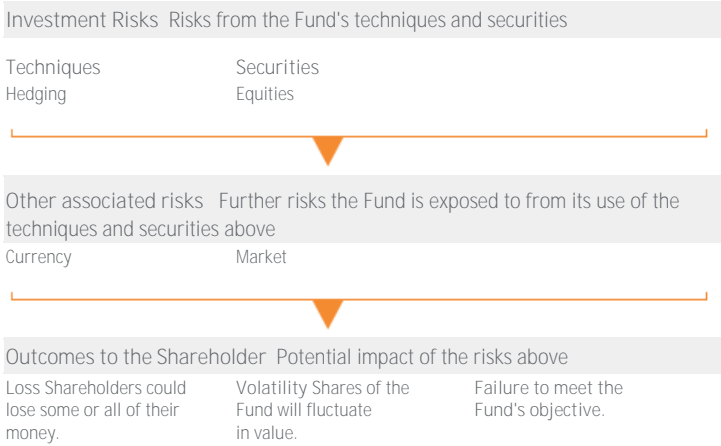 Investment Risks Risks from the Fund's techniques and securities
Techniques Securities
Hedging Equities
Other associated risks Further risks the Fund is exposed to from its use of the
techniques and securities above
Currency Market
Outcomes to the Shareholder Potential impact of the risks above
Loss Shareholders could
lose some or all of their
money.
Volatility Shares of the
Fund will fluctuate
in value.
Failure to meet the
Fund's objective.